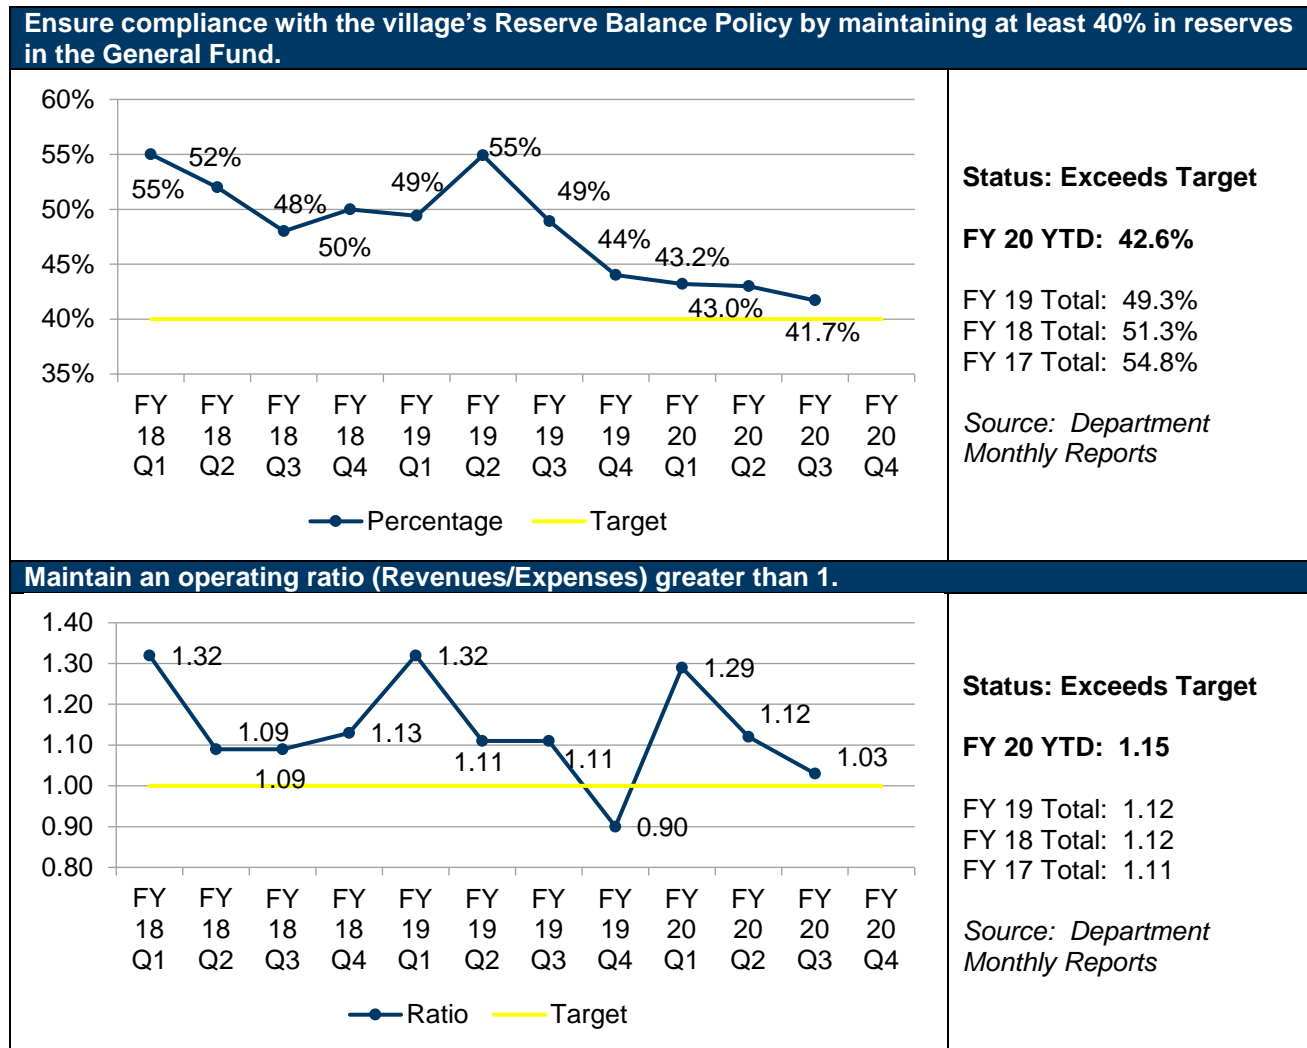 Ensure compliance with the village’s Reserve Balance Policy by maintaining at least 40% in reserves
in the General Fund.
60%
55%
50%
45%
40%
35%
55%
52%
48%
50%
49%
55%
49%
44%
43.2%
43.0%
41.7%
FY FY FY FY FY FY FY FY FY FY FY FY
18 18 18 18 19 19 19 19 20 20 20 20
Q1 Q2 Q3 Q4 Q1 Q2 Q3 Q4 Q1 Q2 Q3 Q4
Percentage Target
Status: Exceeds Target
FY 20 YTD: 42.6%
FY 19 Total: 49.3%
FY 18 Total: 51.3%
FY 17 Total: 54.8%
Source: Department
Monthly Reports
Maintain an operating ratio (Revenues/Expenses) greater than 1.
1.40
1.30
1.20
1.10
1.00
0.90
0.80
1.32
1.09
1.09
1.13
1.32
1.11
1.11
0.90
1.29
1.12
1.03
FY FY FY FY FY FY FY FY FY FY FY FY
18 18 18 18 19 19 19 19 20 20 20 20
Q1 Q2 Q3 Q4 Q1 Q2 Q3 Q4 Q1 Q2 Q3 Q4
Ratio Target
Status: Exceeds Target
FY 20 YTD: 1.15
FY 19 Total: 1.12
FY 18 Total: 1.12
FY 17 Total: 1.11
Source: Department
Monthly Reports